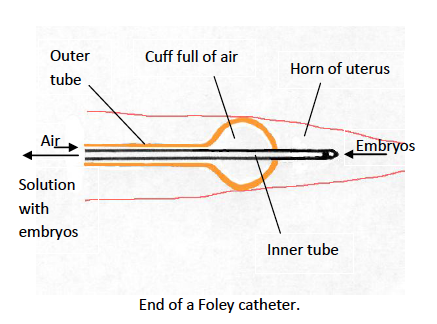 Outer
tube
Cuff full of air
Horn of uterus
Air
Embryos
Solution
with
embryos
Inner tube
End of a Foley catheter.